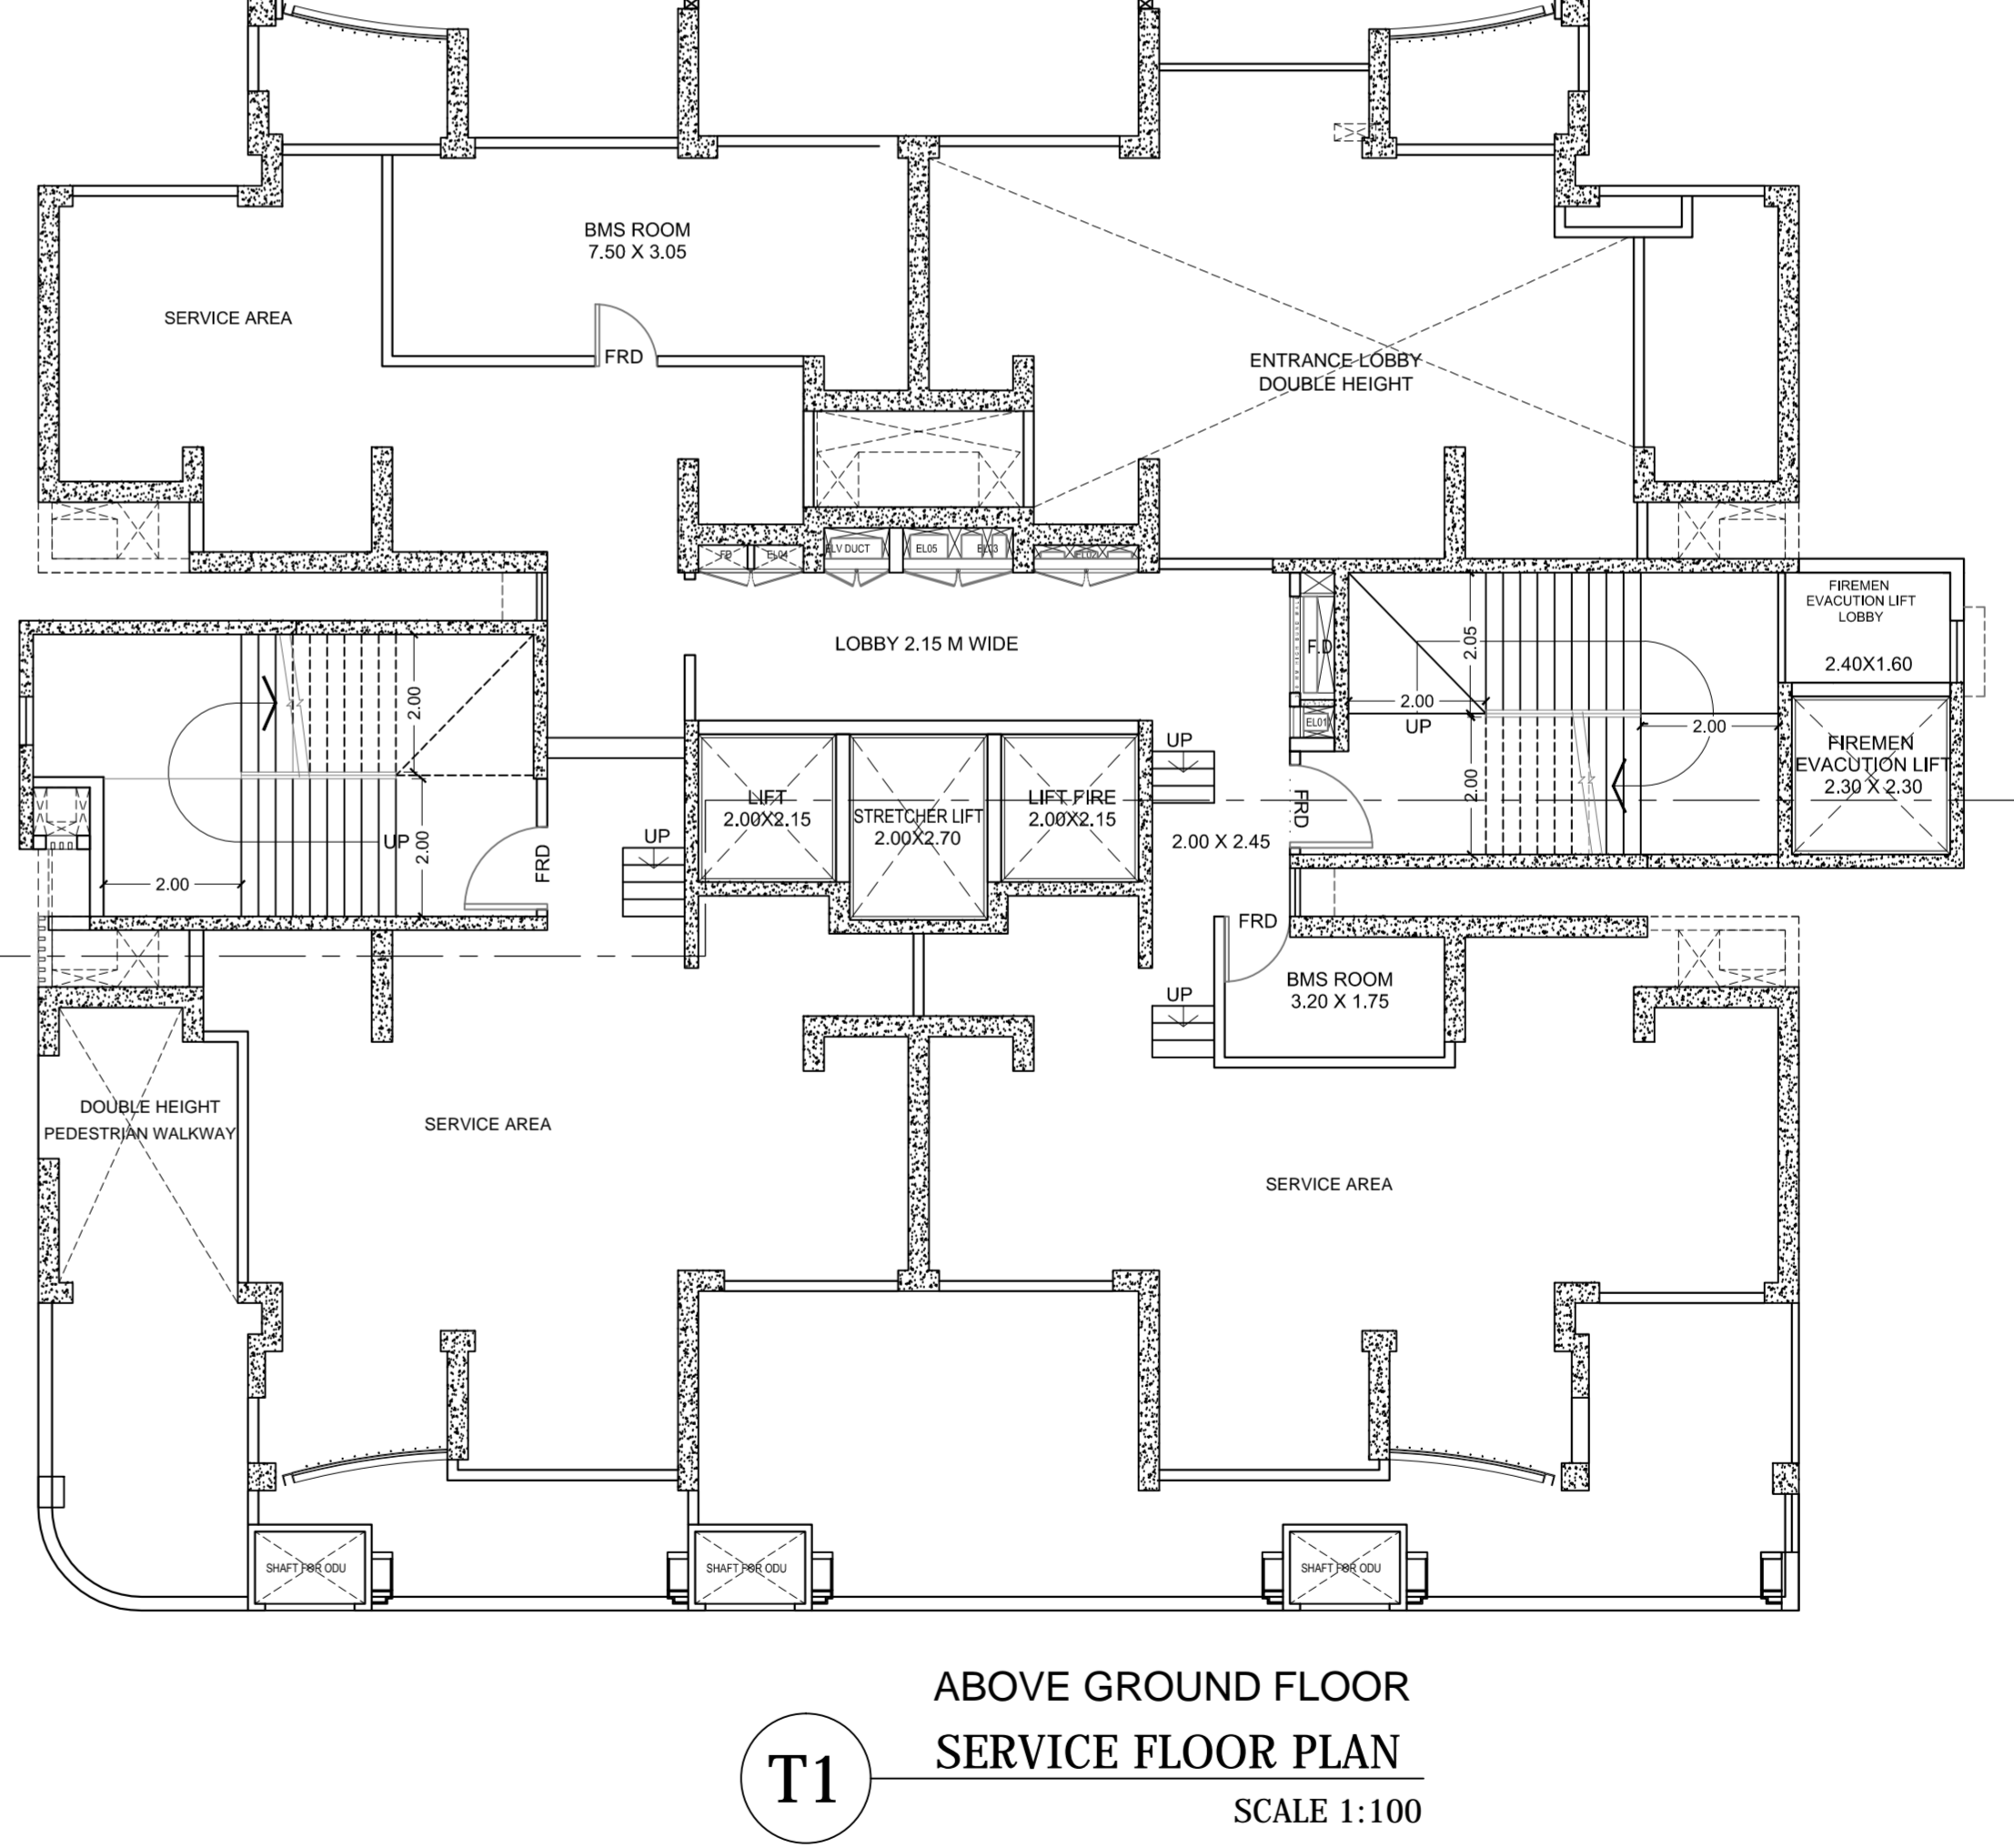 BMS ROOM
7.50 X 3.05
SERVICE AREA
FRD
ENTRANCE LOBBY
DOUBLE HEIGHT
FD
EL04
ELV DUCT
EL05
EL03
LOBBY 2.15 M WIDE
F.D
EL01
2.05
2.00
UP
2.00
2.00
FIREMEN
EVACUTION LIFT
LOBBY
2.40X1.60
FIREMEN
EVACUTION LIFT
2.30 X 2.30
2.00
2.00
2.00
UP
FRD
UP
LIFT
2.00X2.15
STRETCHER LIFT
2.00X2.70
LIFT FIRE
2.00X2.15
UP
2.00 X 2.45
FRD
FRD
BMS ROOM
3.20 X 1.75
UP
DOUBLE HEIGHT
PEDESTRIAN WALKWAY
SERVICE AREA
SERVICE AREA
SHAFT FOR ODU
SHAFT FOR ODU
SHAFT FOR ODU
ABOVE GROUND FLOOR
T1
SERVICE FLOOR PLAN
SCALE 1:100